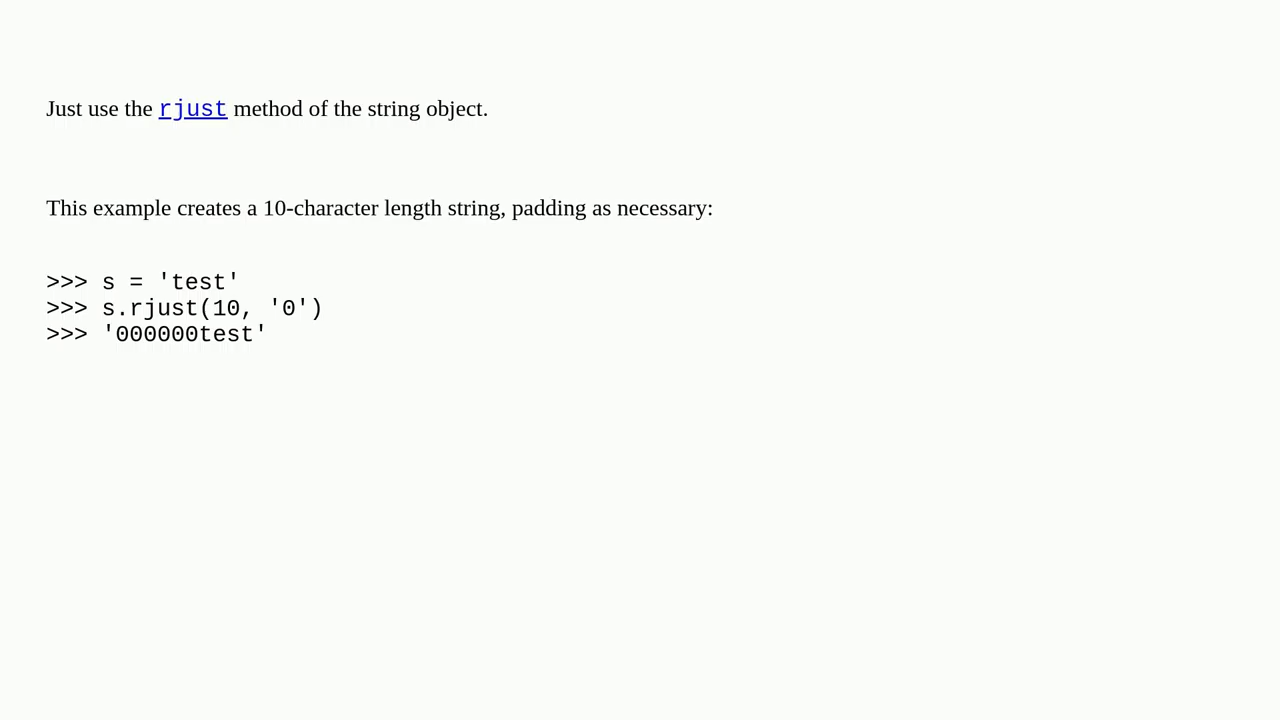 Just use the rjust method of the string object.
This example creates a 10-character length string, padding as necessary:
>>> s = 'test'
>>> s.rjust(10, '0')
>>> '000000test'